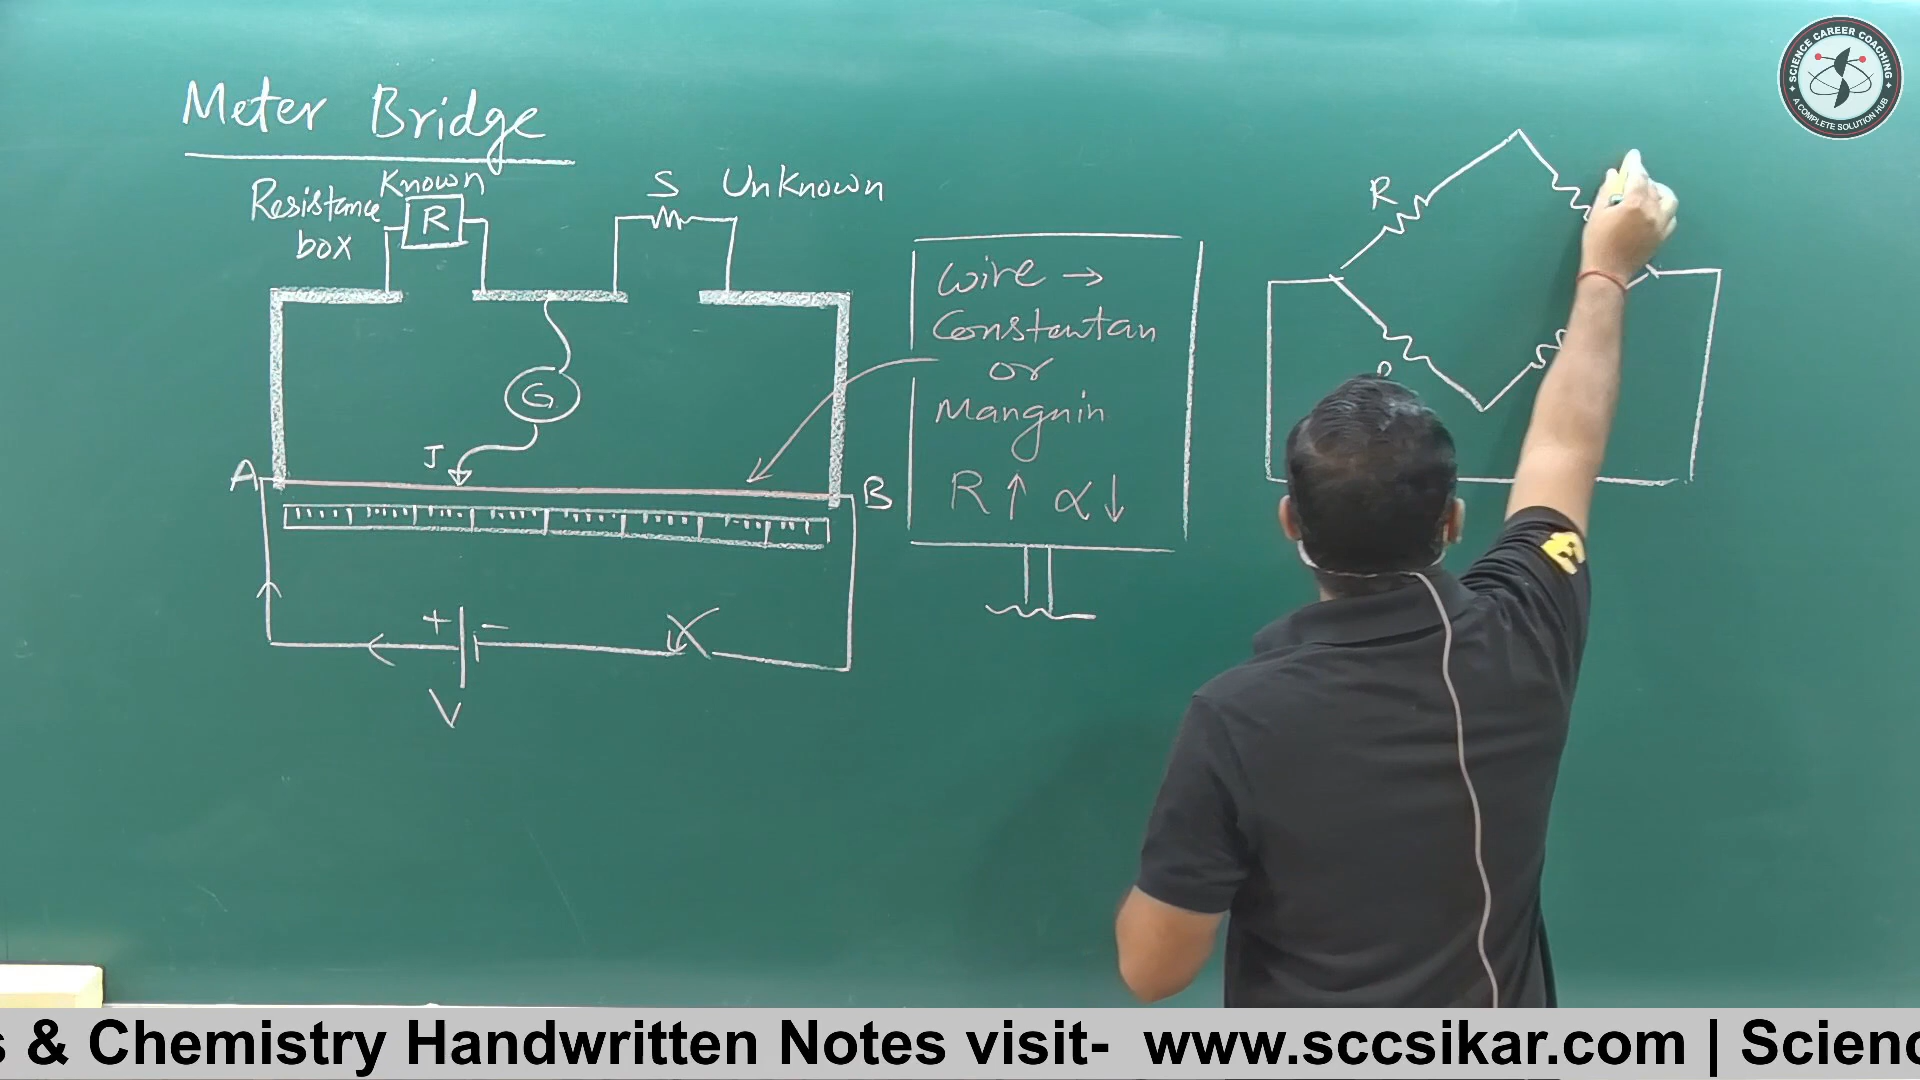 Meter Bridge
Known
Resistance
box
R
S
UnKnown
G
J
A
B
+ -
V
K
Wire →
Constantan
or
Mangnin
R↑ α↓
R
SCIENCE CAREER COACHING
A COMPLETE SOLUTION HUB
& Chemistry Handwritten Notes visit- www.sccsikar.com | Scien